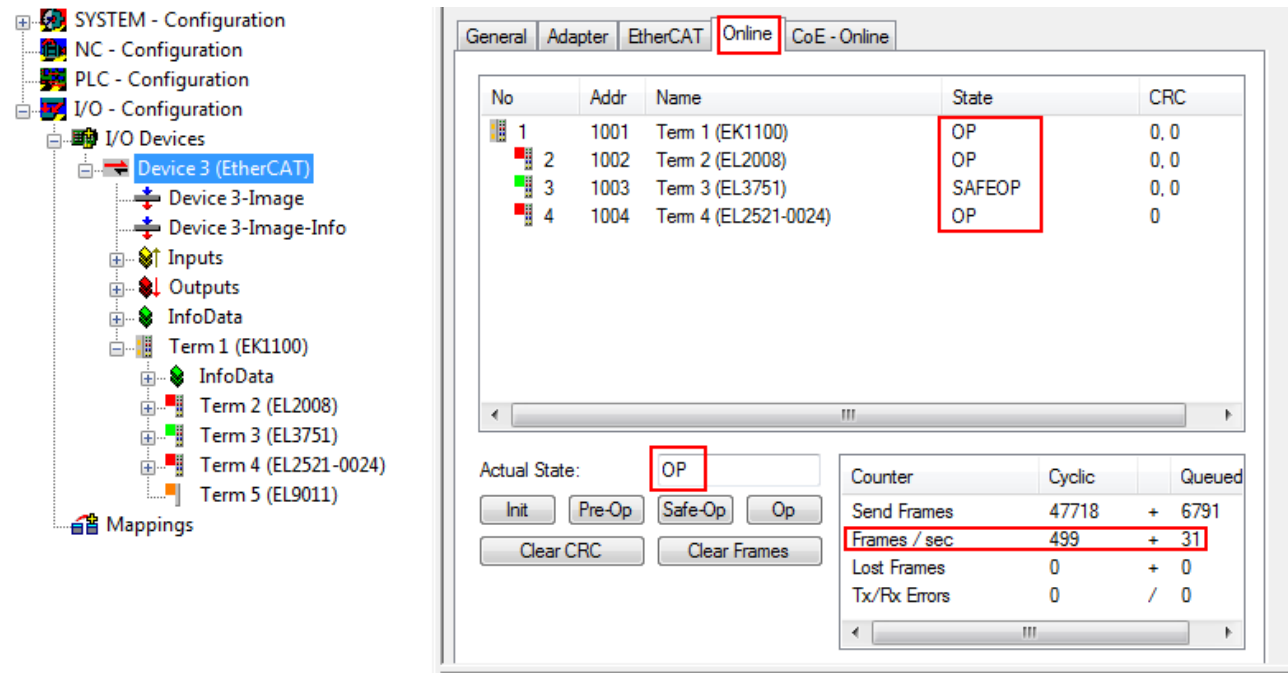 SYSTEM - Configuration
NC - Configuration
PLC - Configuration
I/O - Configuration
I/O Devices
Device 3 (EtherCAT)
Device 3-Image
Device 3-Image-Info
Inputs
Outputs
InfoData
Term 1 (EK1100)
InfoData
Term 2 (EL2008)
Term 3 (EL3751)
Term 4 (EL2521-0024)
Term 5 (EL9011)
Mappings
General Adapter EtherCAT Online CoE - Online
No Addr Name State CRC
1 1001 Term 1 (EK1100) OP 0, 0
2 1002 Term 2 (EL2008) OP 0, 0
3 1003 Term 3 (EL3751) SAFEOP 0, 0
4 1004 Term 4 (EL2521-0024) OP 0
Actual State: OP
Init Pre-Op Safe-Op Op
Clear CRC Clear Frames
Counter Cyclic Queued
Send Frames 47718 + 6791
Frames / sec 499 + 31
Lost Frames 0 + 0
Tx/Rx Errors 0 / 0